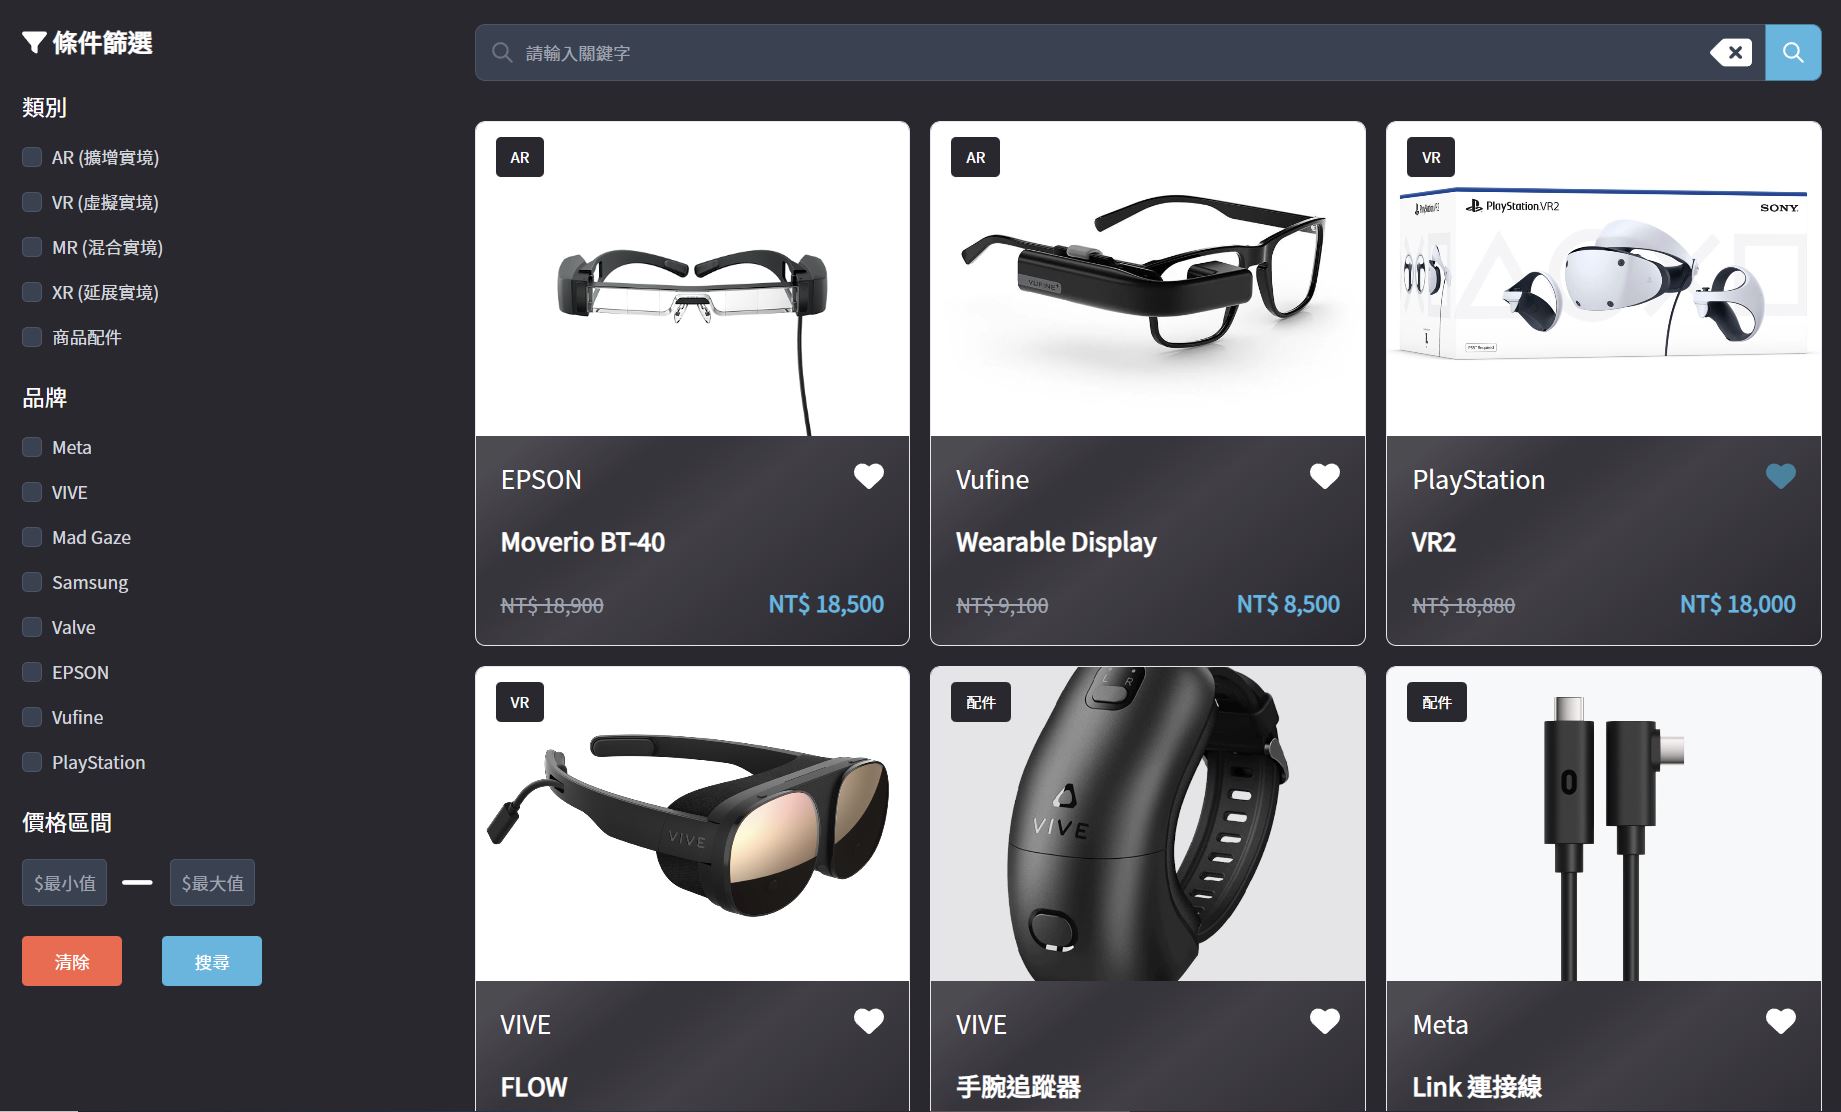 條件篩選
類別
AR (擴增實境)
VR (虛擬實境)
MR (混合實境)
XR (延展實境)
商品配件
品牌
Meta
VIVE
Mad Gaze
Samsung
Valve
EPSON
Vufine
PlayStation
價格區間
$最小值
$最大值
清除
搜尋
請輸入關鍵字
AR
EPSON
Moverio BT-40
NT$ 18,900
NT$ 18,500
AR
VUFINE+
Vufine
Wearable Display
NT$ 9,100
NT$ 8,500
VR
PlayStation.VR2
SONY
PlayStation
VR2
NT$ 18,880
NT$ 18,000
VR
VIVE
VIVE
FLOW
配件
L
R
VIVE
VIVE
手腕追蹤器
配件
Meta
Link 連接線